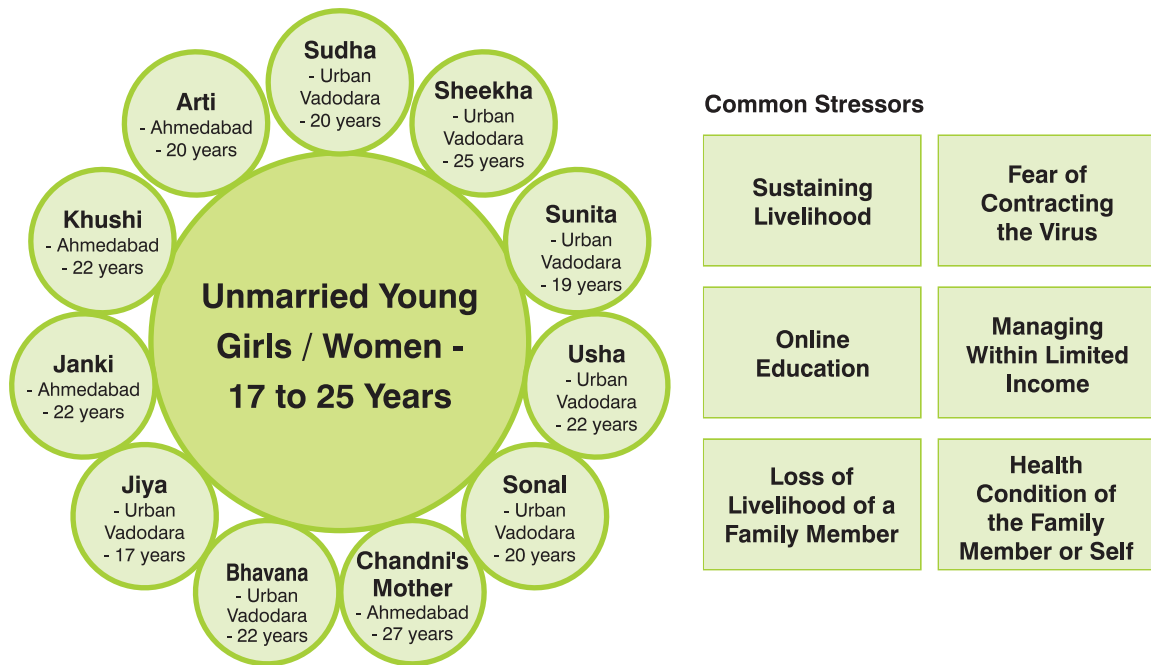 Sudha
- Urban
Vadodara
- 20 years
Sheekha
- Urban
Vadodara
- 25 years
Sunita
- Urban
Vadodara
- 19 years
Usha
- Urban
Vadodara
- 22 years
Sonal
- Urban
Vadodara
- 20 years
Chandni's
Mother
- Ahmedabad
- 27 years
Bhavana
- Urban
Vadodara
- 22 years
Jiya
- Urban
Vadodara
- 17 years
Janki
- Ahmedabad
- 22 years
Khushi
- Ahmedabad
- 22 years
Arti
- Ahmedabad
- 20 years
Unmarried Young
Girls / Women -
17 to 25 Years
Common Stressors
Sustaining
Livelihood
Fear of
Contracting
the Virus
Online
Education
Managing
Within Limited
Income
Loss of
Livelihood of a
Family Member
Health
Condition of
the Family
Member or Self